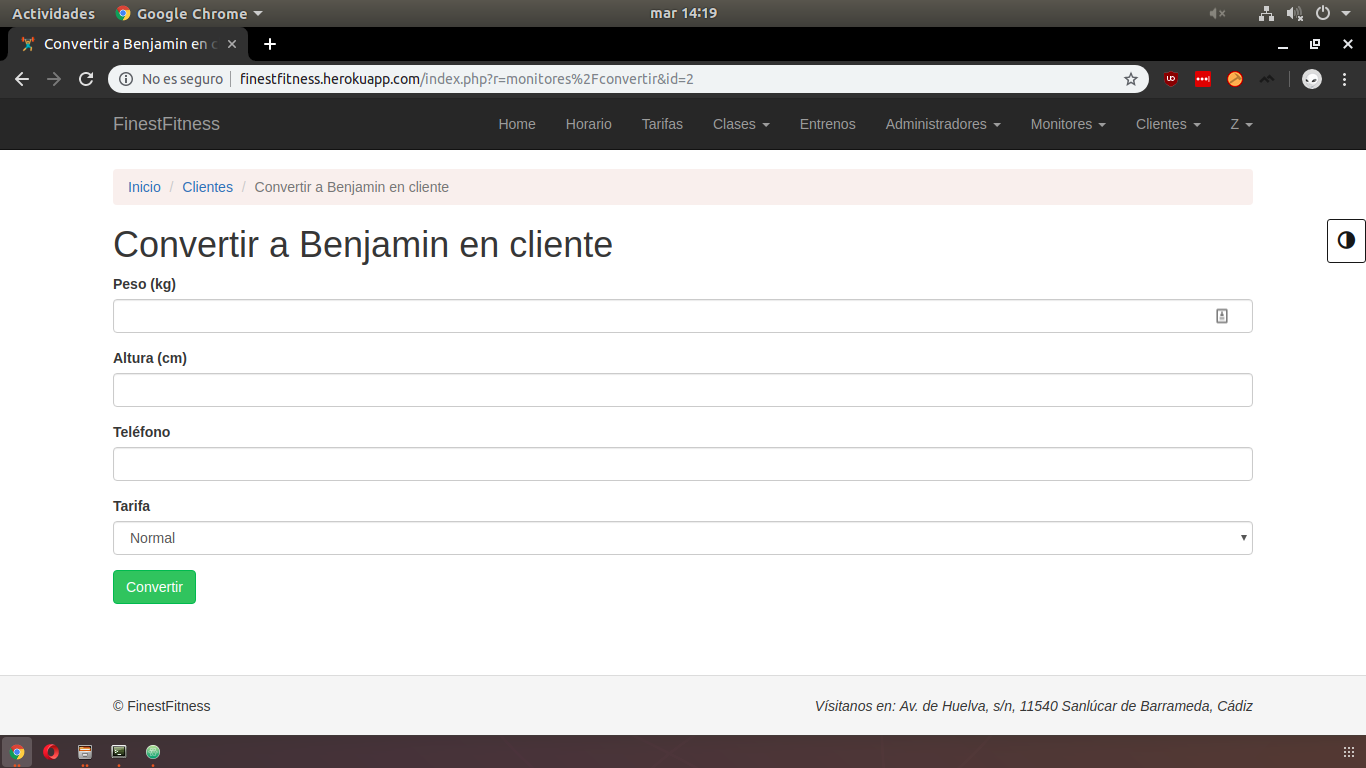 Actividades Google Chrome mar 14:19
Convertir a Benjamin en c
No es seguro finestfitness.herokuapp.com/index.php?r=monitores%2Fconvertir&id=2
FinestFitness Home Horario Tarifas Clases Entrenos Administradores Monitores Clientes Z
Inicio / Clientes / Convertir a Benjamin en cliente
Convertir a Benjamin en cliente
Peso (kg)
Altura (cm)
Teléfono
Tarifa
Normal
Convertir
© FinestFitness Vísitanos en: Av. de Huelva, s/n, 11540 Sanlúcar de Barrameda, Cádiz